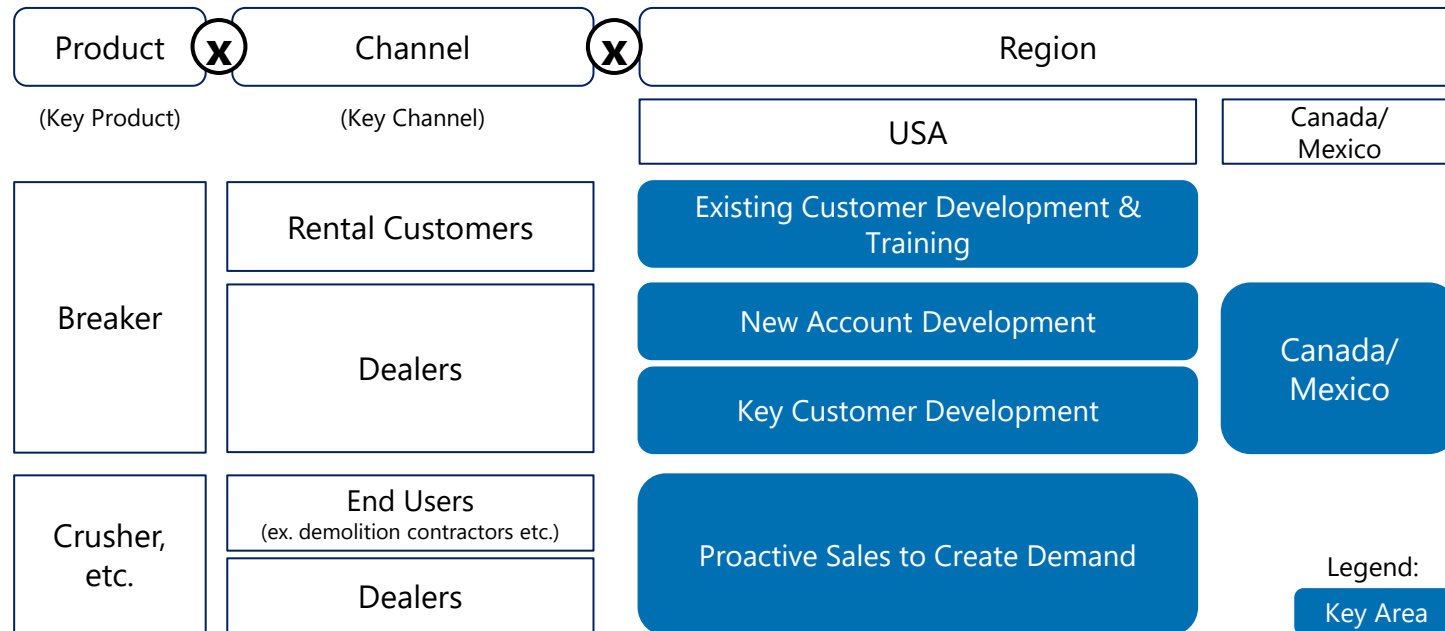 Product
x
Channel
x
Region
(Key Product)
(Key Channel)
USA
Canada/
Mexico
Breaker
Rental Customers
Existing Customer Development &
Training
Dealers
New Account Development
Key Customer Development
Canada/
Mexico
Crusher,
etc.
End Users
(ex. demolition contractors etc.)
Dealers
Proactive Sales to Create Demand
Legend:
Key Area